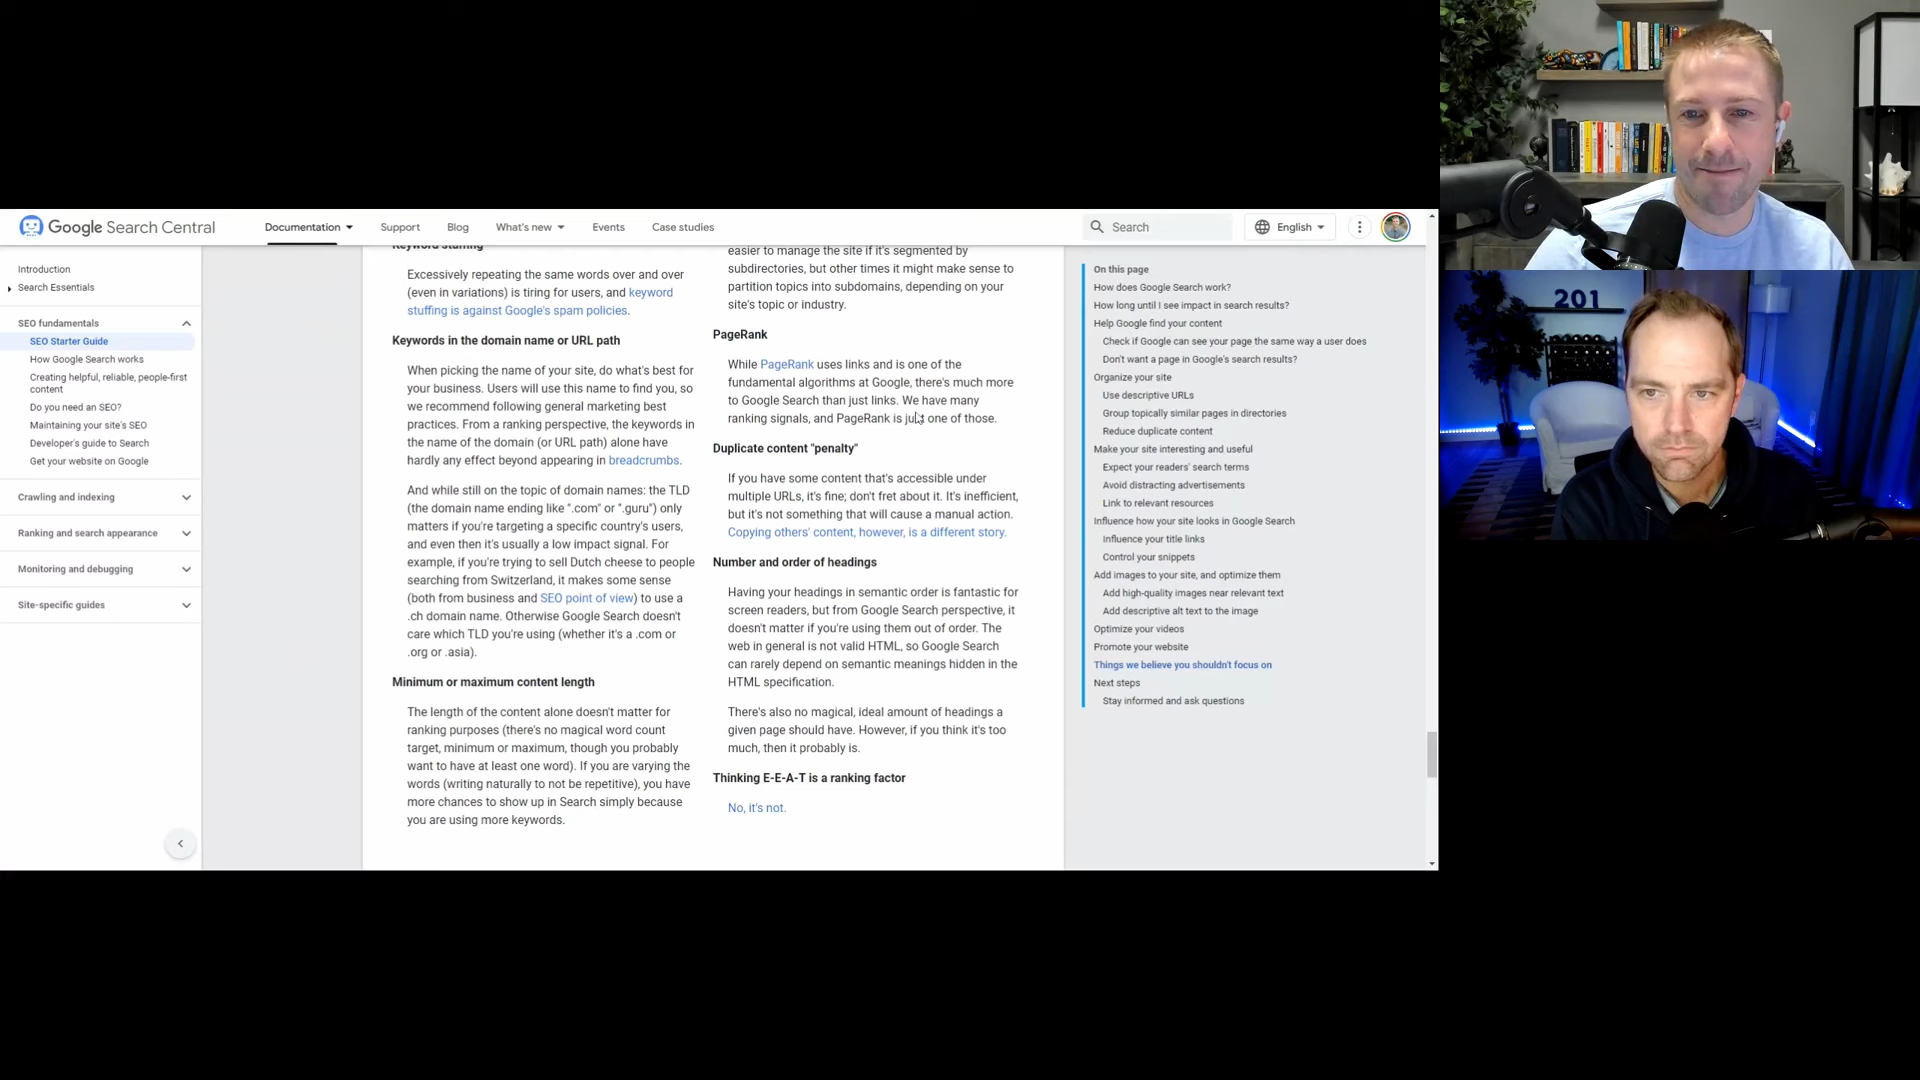 Google Search Central
Documentation
Support
Blog
What's new
Events
Case studies
Search
English
Introduction
Search Essentials
SEO fundamentals
SEO Starter Guide
How Google Search works
Creating helpful, reliable, people-first
content
Do you need an SEO?
Maintaining your site's SEO
Developer's guide to Search
Get your website on Google
Crawling and indexing
Ranking and search appearance
Monitoring and debugging
Site-specific guides
Keyword stuffing
Excessively repeating the same words over and over
(even in variations) is tiring for users, and keyword
stuffing is against Google's spam policies.
Keywords in the domain name or URL path
When picking the name of your site, do what's best for
your business. Users will use this name to find you, so
we recommend following general marketing best
practices. From a ranking perspective, the keywords in
the name of the domain (or URL path) alone have
hardly any effect beyond appearing in breadcrumbs.
And while still on the topic of domain names: the TLD
(the domain name ending like ".com" or ".guru") only
matters if you're targeting a specific country's users,
and even then it's usually a low impact signal. For
example, if you're trying to sell Dutch cheese to people
searching from Switzerland, it makes some sense
(both from business and SEO point of view) to use a
.ch domain name. Otherwise Google Search doesn't
care which TLD you're using (whether it's a .com or
.org or .asia).
Minimum or maximum content length
The length of the content alone doesn't matter for
ranking purposes (there's no magical word count
target, minimum or maximum, though you probably
want to have at least one word). If you are varying the
words (writing naturally to not be repetitive), you have
more chances to show up in Search simply because
you are using more keywords.
easier to manage the site if it's segmented by
subdirectories, but other times it might make sense to
partition topics into subdomains, depending on your
site's topic or industry.
PageRank
While PageRank uses links and is one of the
fundamental algorithms at Google, there's much more
to Google Search than just links. We have many
ranking signals, and PageRank is just one of those.
Duplicate content "penalty"
If you have some content that's accessible under
multiple URLs, it's fine; don't fret about it. It's inefficient,
but it's not something that will cause a manual action.
Copying others' content, however, is a different story.
Number and order of headings
Having your headings in semantic order is fantastic for
screen readers, but from Google Search perspective, it
doesn't matter if you're using them out of order. The
web in general is not valid HTML, so Google Search
can rarely depend on semantic meanings hidden in the
HTML specification.
There's also no magical, ideal amount of headings a
given page should have. However, if you think it's too
much, then it probably is.
Thinking E-E-A-T is a ranking factor
No, it's not.
On this page
How does Google Search work?
How long until I see impact in search results?
Help Google find your content
Check if Google can see your page the same way a user does
Don't want a page in Google's search results?
Organize your site
Use descriptive URLs
Group topically similar pages in directories
Reduce duplicate content
Make your site interesting and useful
Expect your readers' search terms
Avoid distracting advertisements
Link to relevant resources
Influence how your site looks in Google Search
Influence your title links
Control your snippets
Add images to your site, and optimize them
Add high-quality images near relevant text
Add descriptive alt text to the image
Optimize your videos
Promote your website
Things we believe you shouldn't focus on
Next steps
Stay informed and ask questions
201